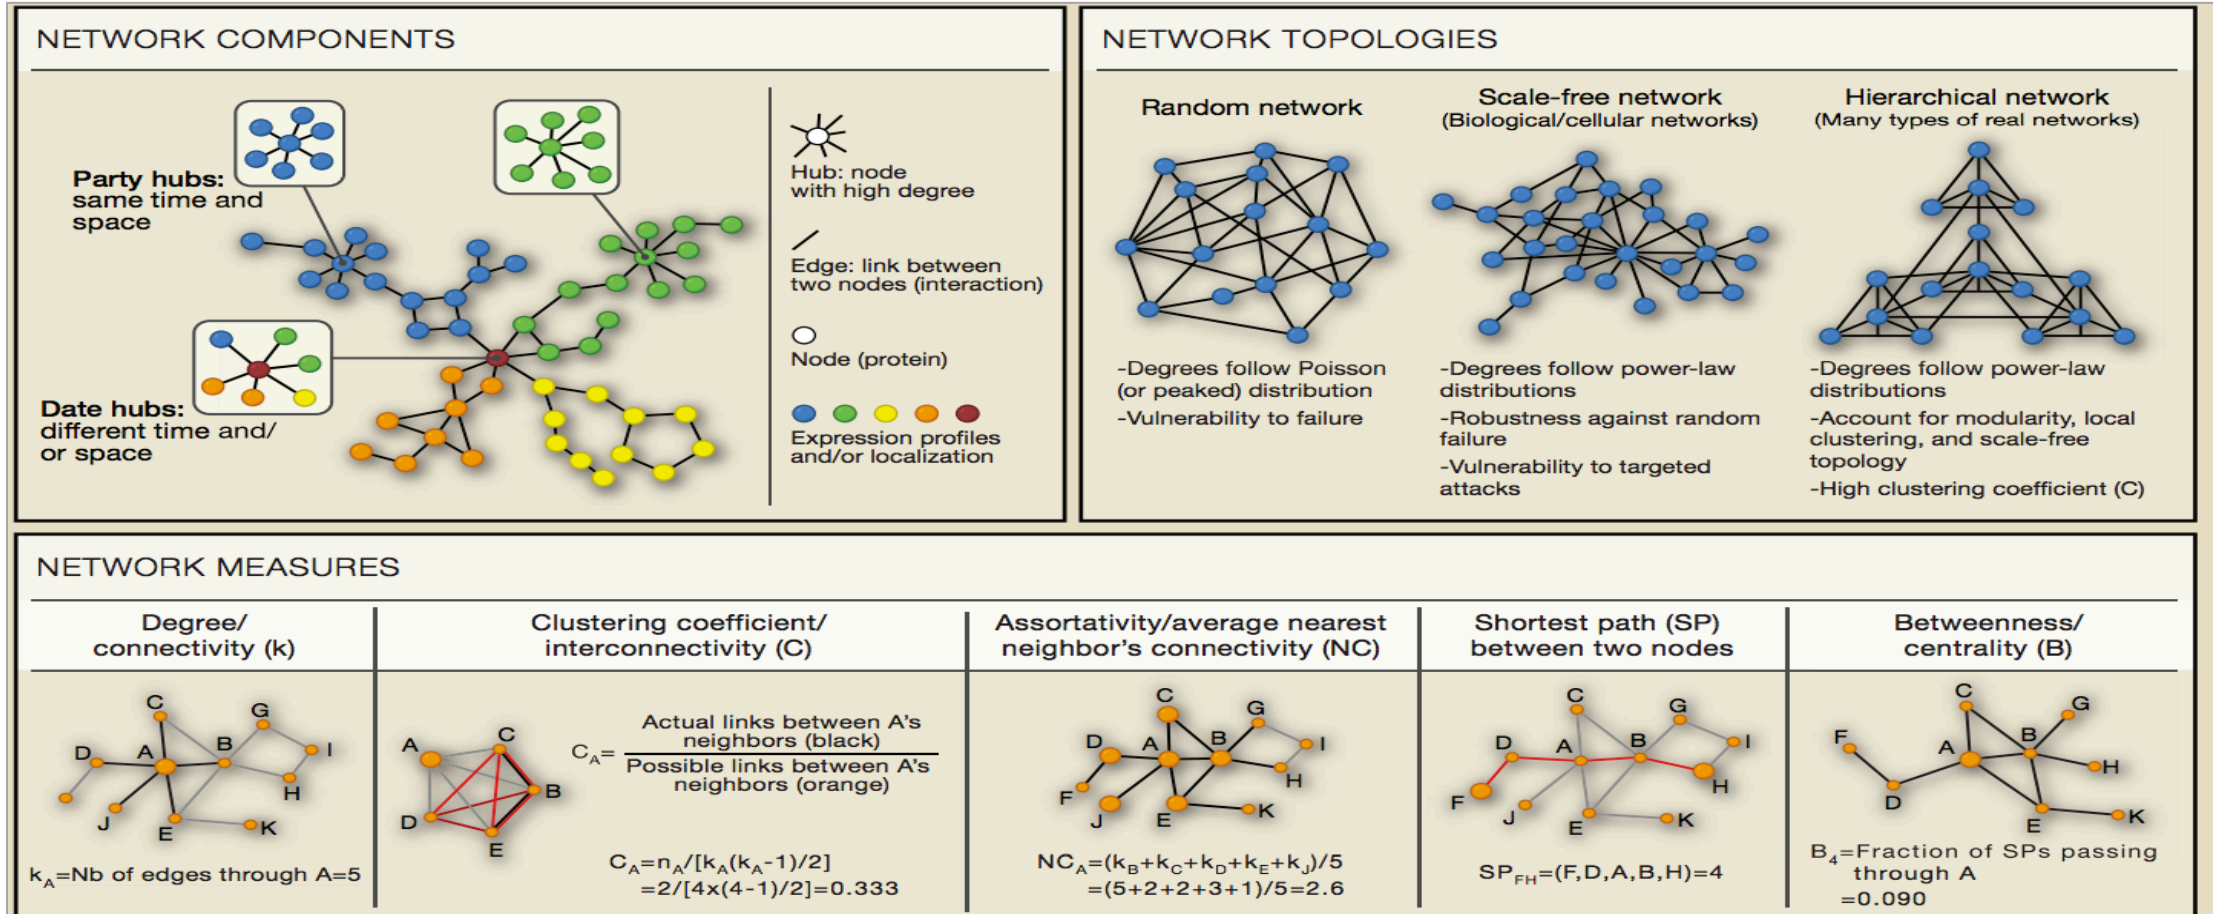 NETWORK COMPONENTS
Party hubs:
same time and
space
Date hubs:
different time and/
or space
Hub: node
with high degree
Edge: link between
two nodes (interaction)
Node (protein)
Expression profiles
and/or localization
NETWORK TOPOLOGIES
Random network
-Degrees follow Poisson
(or peaked) distribution
-Vulnerability to failure
Scale-free network
(Biological/cellular networks)
-Degrees follow power-law
distributions
-Robustness against random
failure
-Vulnerability to targeted
attacks
Hierarchical network
(Many types of real networks)
-Degrees follow power-law
distributions
-Account for modularity, local
clustering, and scale-free
topology
-High clustering coefficient (C)
NETWORK MEASURES
Degree/
connectivity (k)
C
G
D
A
B
I
H
J
E
K
kA=Nb of edges through A=5
Clustering coefficient/
interconnectivity (C)
A
C
B
D
E
CA=
Actual links between A's
neighbors (black)
Possible links between A's
neighbors (orange)
CA=nA/[kA(kA-1)/2]
=2/[4x(4-1)/2]=0.333
Assortativity/average nearest
neighbor's connectivity (NC)
C
G
D
A
B
I
H
F
J
E
K
NCA=(kB+kC+kD+kE+kJ)/5
=(5+2+2+3+1)/5=2.6
Shortest path (SP)
between two nodes
C
G
D
A
B
I
H
F
J
E
K
SPFH=(F,D,A,B,H)=4
Betweenness/
centrality (B)
C
G
F
A
B
H
D
E
K
B4=Fraction of SPs passing
through A
=0.090